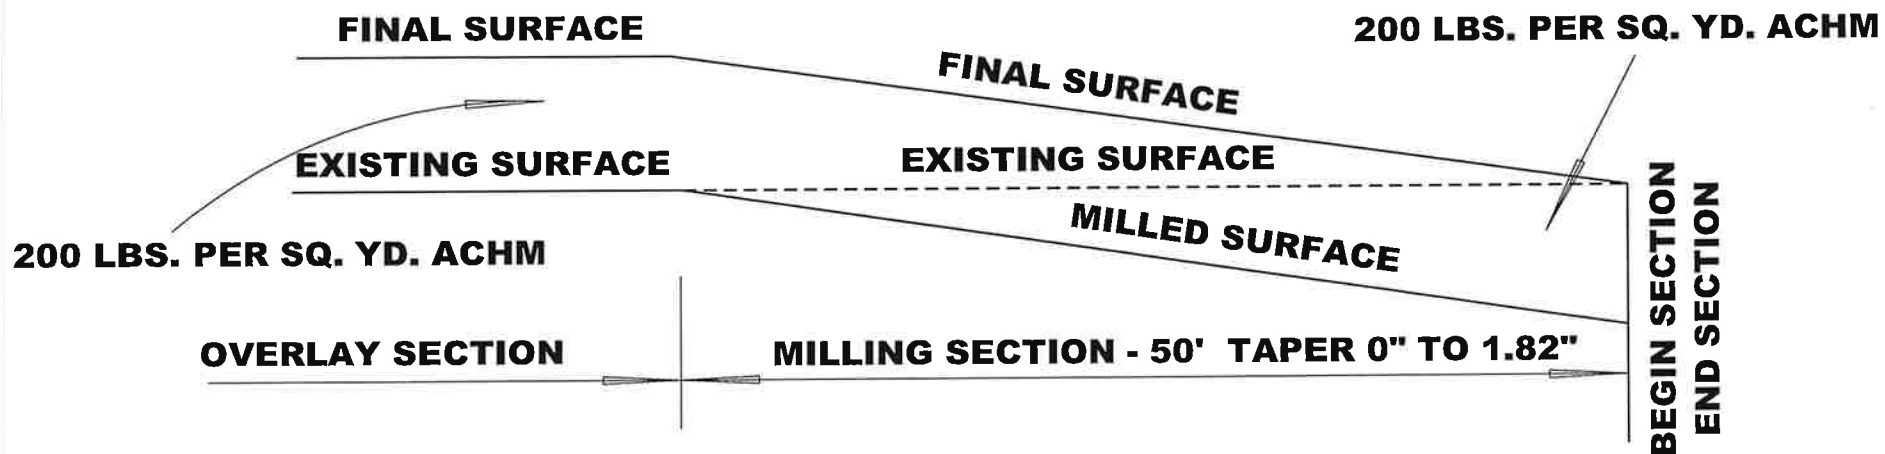 FINAL SURFACE
200 LBS. PER SQ. YD. ACHM
FINAL SURFACE
EXISTING SURFACE
EXISTING SURFACE
MILLED SURFACE
200 LBS. PER SQ. YD. ACHM
OVERLAY SECTION
MILLING SECTION - 50' TAPER 0" TO 1.82"
BEGIN SECTION
END SECTION